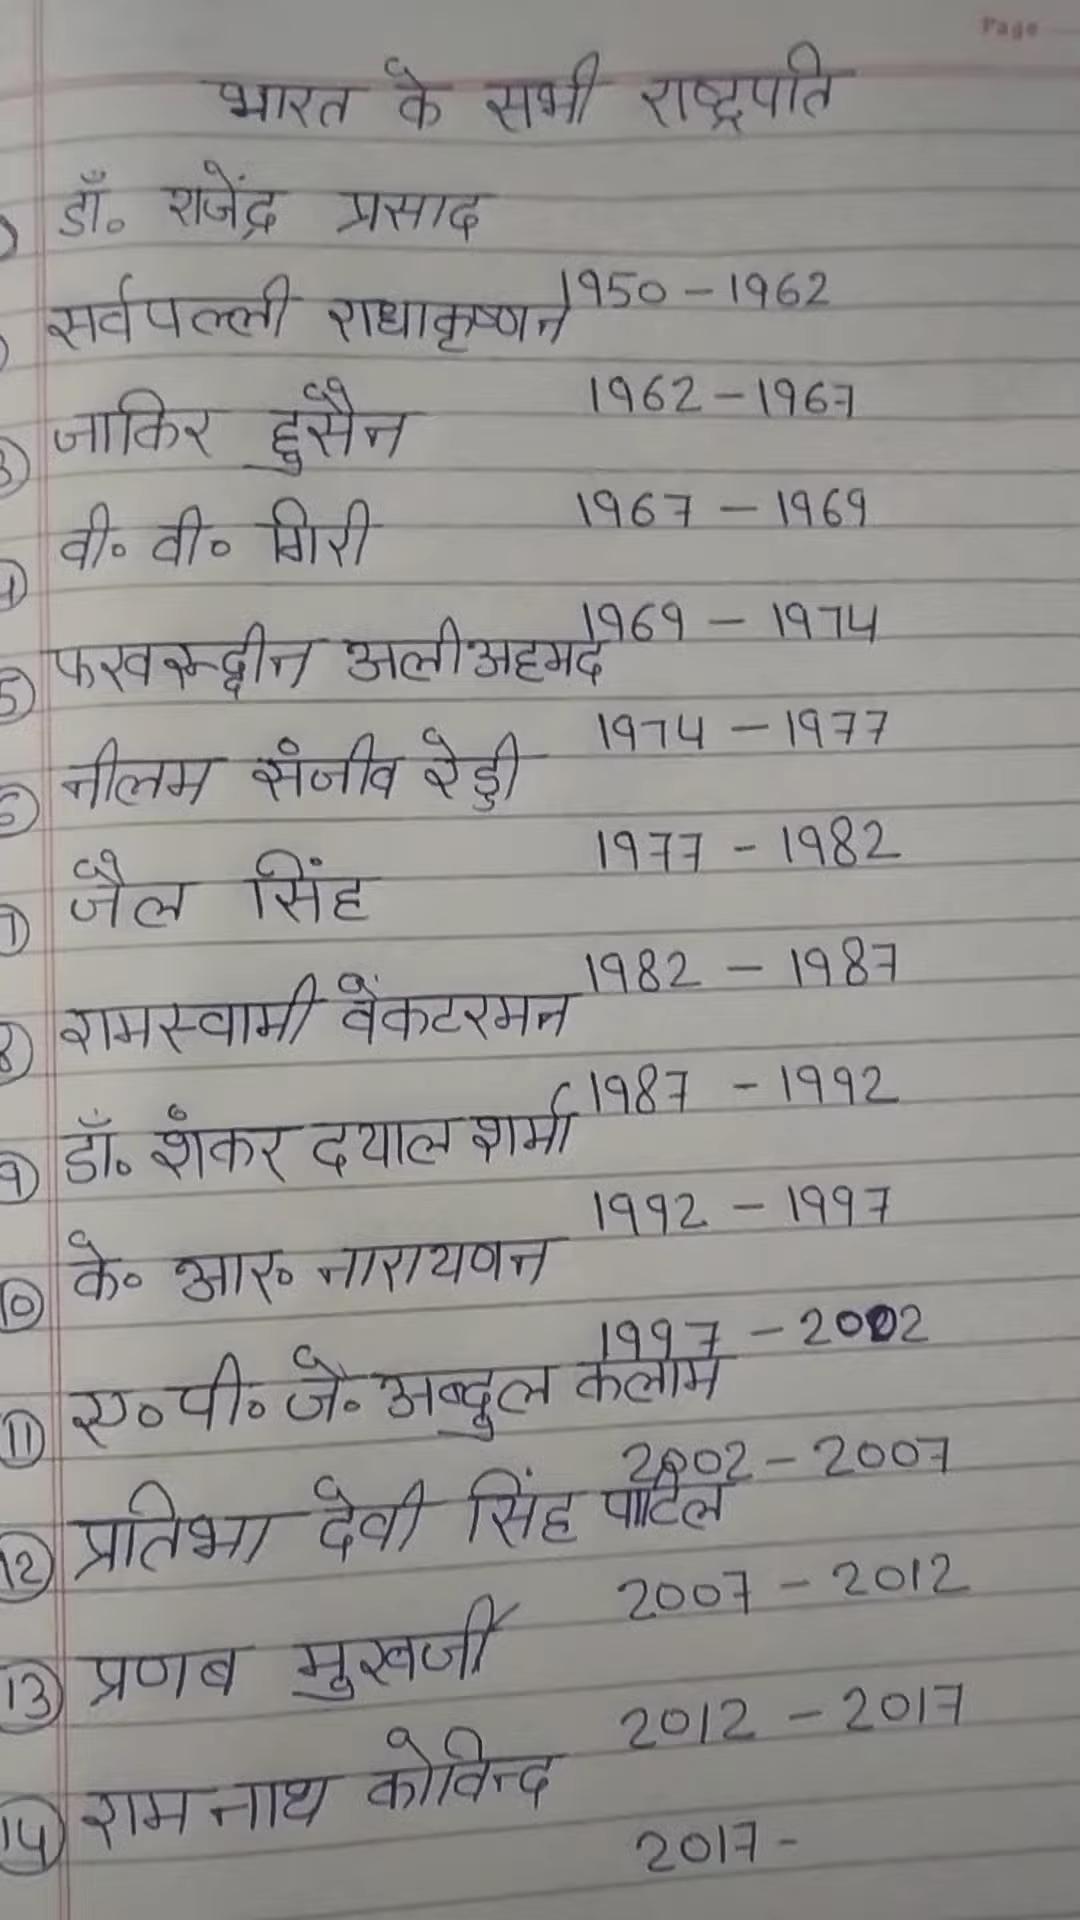 Page
भारत के सभी राष्ट्रपति
डॉ॰ राजेंद्र प्रसाद
1950 - 1962
सर्वपल्ली राधाकृष्णन
1962 - 1967
③ जाकिर हुसैन
1967 - 1969
④ वी॰ वी॰ गिरी
1969 - 1974
⑤ फखरूद्दीन अली अहमद
1974 - 1977
⑥ नीलम संजीव रेड्डी
1977 - 1982
⑦ जैल सिंह
1982 - 1987
⑧ रामस्वामी वेंकटरमन
1987 - 1992
⑨ डॉ॰ शंकर दयाल शर्मा
1992 - 1997
⑩ के॰ आर॰ नारायणन
1997 - 2002
⑪ ए॰ पी॰ जे॰ अब्दुल कलाम
2002 - 2007
⑫ प्रतिभा देवी सिंह पाटिल
2007 - 2012
⑬ प्रणब मुखर्जी
2012 - 2017
⑭ राम नाथ कोविन्द
2017 -